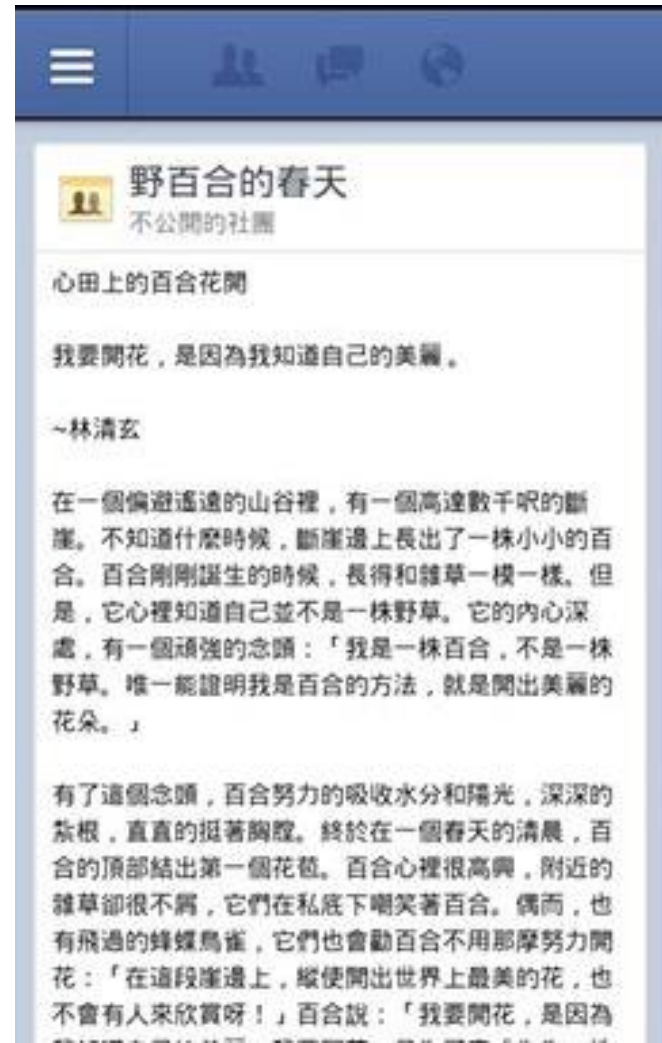 野百合的春天
不公開的社團
心田上的百合花開
我要開花，是因為我知道自己的美麗。
~林清玄
在一個偏避遙遠的山谷裡，有一個高達數千呎的斷
崖。不知道什麼時候，斷崖邊上長出了一株小小的百
合。百合剛剛誕生的時候，長得和雜草一模一樣。但
是，它心裡知道自己並不是一株野草。它的內心深
處，有一個頑強的念頭：「我是一株百合，不是一株
野草。唯一能證明我是百合的方法，就是開出美麗的
花朵。」
有了這個念頭，百合努力的吸收水分和陽光，深深的
紮根，直直的挺著胸膛。終於在一個春天的清晨，百
合的頂部結出第一個花苞。百合心裡很高興，附近的
雜草卻很不屑，它們在私底下嘲笑著百合。偶而，也
有飛過的蜂蝶鳥雀，它們也會勸百合不用那麼努力開
花：「在這段崖邊上，縱使開出世界上最美的花，也
不會有人來欣賞呀！」百合說：「我要開花，是因為